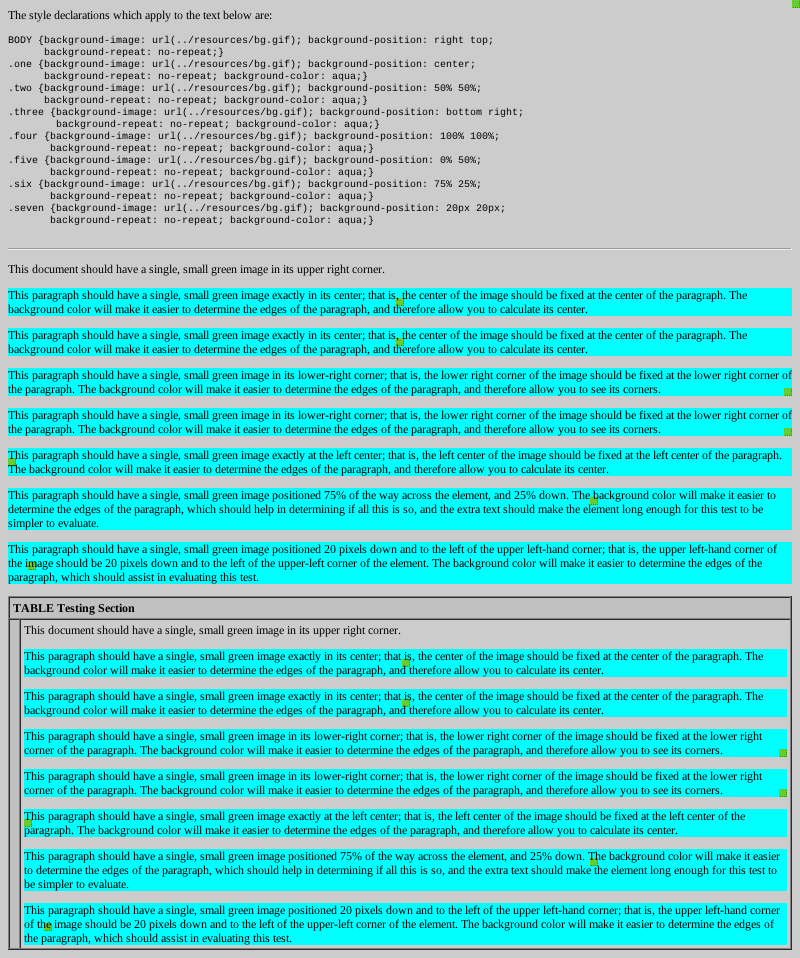 The style declarations which apply to the text below are:
BODY {background-image: url(../resources/bg.gif); background-position: right top;
background-repeat: no-repeat;}
.one {background-image: url(../resources/bg.gif); background-position: center;
background-repeat: no-repeat; background-color: aqua;}
.two {background-image: url(../resources/bg.gif); background-position: 50% 50%;
background-repeat: no-repeat; background-color: aqua;}
.three {background-image: url(../resources/bg.gif); background-position: bottom right;
background-repeat: no-repeat; background-color: aqua;}
.four {background-image: url(../resources/bg.gif); background-position: 100% 100%;
background-repeat: no-repeat; background-color: aqua;}
.five {background-image: url(../resources/bg.gif); background-position: 0% 50%;
background-repeat: no-repeat; background-color: aqua;}
.six {background-image: url(../resources/bg.gif); background-position: 75% 25%;
background-repeat: no-repeat; background-color: aqua;}
.seven {background-image: url(../resources/bg.gif); background-position: 20px 20px;
background-repeat: no-repeat; background-color: aqua;}
This document should have a single, small green image in its upper right corner.
This paragraph should have a single, small green image exactly in its center; that is, the center of the image should be fixed at the center of the paragraph. The
background color will make it easier to determine the edges of the paragraph, and therefore allow you to calculate its center.
This paragraph should have a single, small green image exactly in its center; that is, the center of the image should be fixed at the center of the paragraph. The
background color will make it easier to determine the edges of the paragraph, and therefore allow you to calculate its center.
This paragraph should have a single, small green image in its lower-right corner; that is, the lower right corner of the image should be fixed at the lower right corner of
the paragraph. The background color will make it easier to determine the edges of the paragraph, and therefore allow you to see its corners.
This paragraph should have a single, small green image in its lower-right corner; that is, the lower right corner of the image should be fixed at the lower right corner of
the paragraph. The background color will make it easier to determine the edges of the paragraph, and therefore allow you to see its corners.
This paragraph should have a single, small green image exactly at the left center; that is, the left center of the image should be fixed at the left center of the paragraph.
The background color will make it easier to determine the edges of the paragraph, and therefore allow you to calculate its center.
This paragraph should have a single, small green image positioned 75% of the way across the element, and 25% down. The background color will make it easier to
determine the edges of the paragraph, which should help in determining if all this is so, and the extra text should make the element long enough for this test to be
simpler to evaluate.
This paragraph should have a single, small green image positioned 20 pixels down and to the left of the upper left-hand corner; that is, the upper left-hand corner of
the image should be 20 pixels down and to the left of the upper-left corner of the element. The background color will make it easier to determine the edges of the
paragraph, which should assist in evaluating this test.
TABLE Testing Section
This document should have a single, small green image in its upper right corner.
This paragraph should have a single, small green image exactly in its center; that is, the center of the image should be fixed at the center of the paragraph. The
background color will make it easier to determine the edges of the paragraph, and therefore allow you to calculate its center.
This paragraph should have a single, small green image exactly in its center; that is, the center of the image should be fixed at the center of the paragraph. The
background color will make it easier to determine the edges of the paragraph, and therefore allow you to calculate its center.
This paragraph should have a single, small green image in its lower-right corner; that is, the lower right corner of the image should be fixed at the lower right
corner of the paragraph. The background color will make it easier to determine the edges of the paragraph, and therefore allow you to see its corners.
This paragraph should have a single, small green image in its lower-right corner; that is, the lower right corner of the image should be fixed at the lower right
corner of the paragraph. The background color will make it easier to determine the edges of the paragraph, and therefore allow you to see its corners.
This paragraph should have a single, small green image exactly at the left center; that is, the left center of the image should be fixed at the left center of the
paragraph. The background color will make it easier to determine the edges of the paragraph, and therefore allow you to calculate its center.
This paragraph should have a single, small green image positioned 75% of the way across the element, and 25% down. The background color will make it easier
to determine the edges of the paragraph, which should help in determining if all this is so, and the extra text should make the element long enough for this test to
be simpler to evaluate.
This paragraph should have a single, small green image positioned 20 pixels down and to the left of the upper left-hand corner; that is, the upper left-hand corner
of the image should be 20 pixels down and to the left of the upper-left corner of the element. The background color will make it easier to determine the edges of
the paragraph, which should assist in evaluating this test.